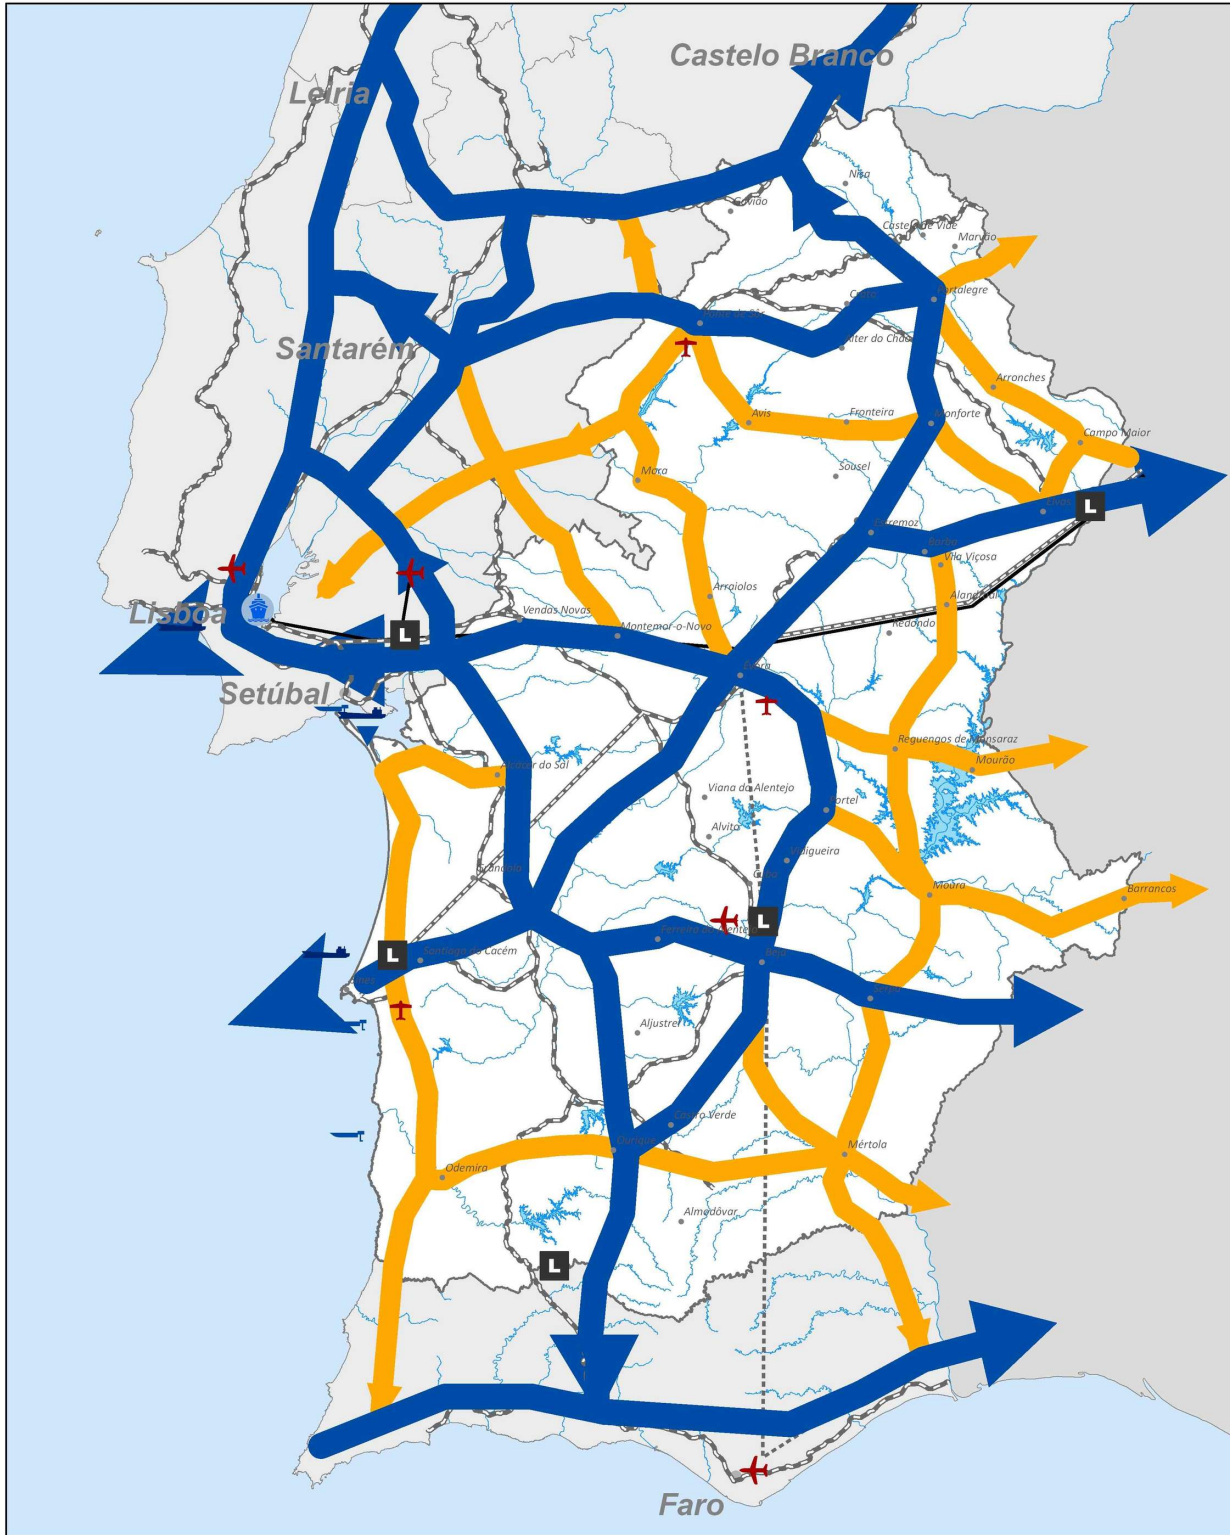 Castelo Branco
Leiria
Nisa
Gavião
Castelo de Vide
Marvão
Crato
Portalegre
Ponte de Sôr
Santarém
Alter do Chão
Arronches
Avis
Fronteira
Monforte
Campo Maior
Mora
Sousel
Elvas
L
Estremoz
Borba
Vila Viçosa
Arraiolos
Alandroal
Lisboa
Vendas Novas
Montemor-o-Novo
L
Redondo
Évora
Setúbal
Reguengos de Monsaraz
Mourão
Alcácer do Sal
Viana do Alentejo
Portel
Alvito
Vidigueira
Grândola
Cuba
Moura
Barrancos
L
Ferreira do Alentejo
L
Santiago do Cacém
Beja
Sines
Serpa
Aljustrel
Castro Verde
Ourique
Mértola
Odemira
Almodôvar
L
Faro